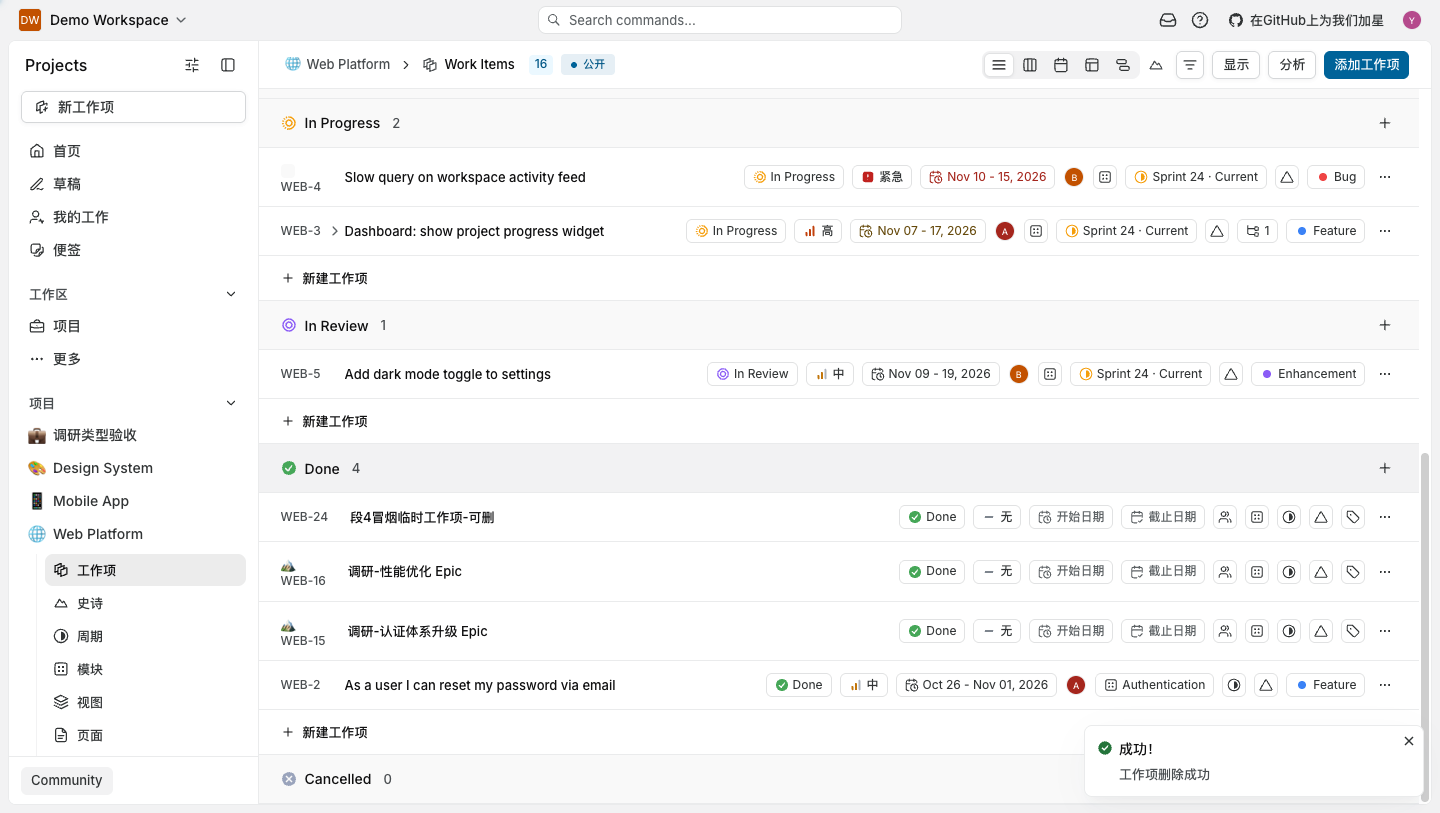 DW Demo Workspace
Search commands...
在GitHub上为我们加星
Y
Projects
新工作项
首页
草稿
我的工作
便签
工作区
项目
更多
项目
调研类型验收
Design System
Mobile App
Web Platform
工作项
史诗
周期
模块
视图
页面
Community
Web Platform
Work Items
16
公开
显示
分析
添加工作项
In Progress 2
WEB-4 Slow query on workspace activity feed In Progress 紧急 Nov 10 - 15, 2026 B Sprint 24 · Current Bug
WEB-3 Dashboard: show project progress widget In Progress 高 Nov 07 - 17, 2026 A Sprint 24 · Current 1 Feature
新建工作项
In Review 1
WEB-5 Add dark mode toggle to settings In Review 中 Nov 09 - 19, 2026 B Sprint 24 · Current Enhancement
新建工作项
Done 4
WEB-24 段4冒烟临时工作项-可删 Done 无 开始日期 截止日期
WEB-16 调研-性能优化 Epic Done 无 开始日期 截止日期
WEB-15 调研-认证体系升级 Epic Done 无 开始日期 截止日期
WEB-2 As a user I can reset my password via email Done 中 Oct 26 - Nov 01, 2026 A Authentication Feature
新建工作项
Cancelled 0
成功!
工作项删除成功